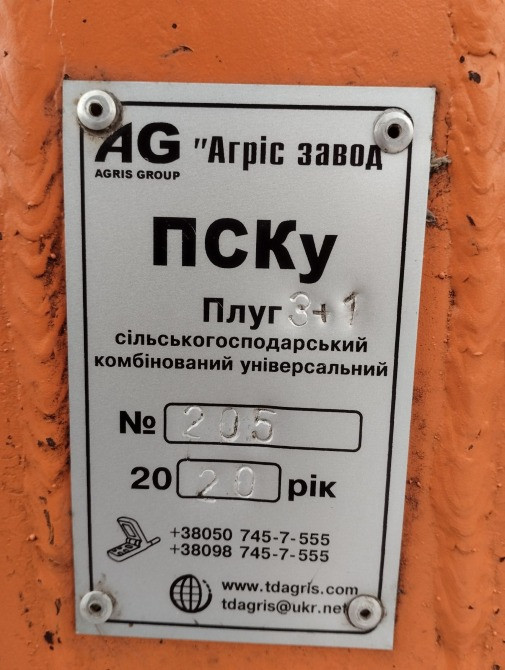 AG "Агріс завод
AGRIS GROUP
ПСКу
Плуг 3+1
сільськогосподарський
комбінований універсальний
№ 205
20 20 рік
+38050 745-7-555
+38098 745-7-555
www.tdagris.com
tdagris@ukr.net